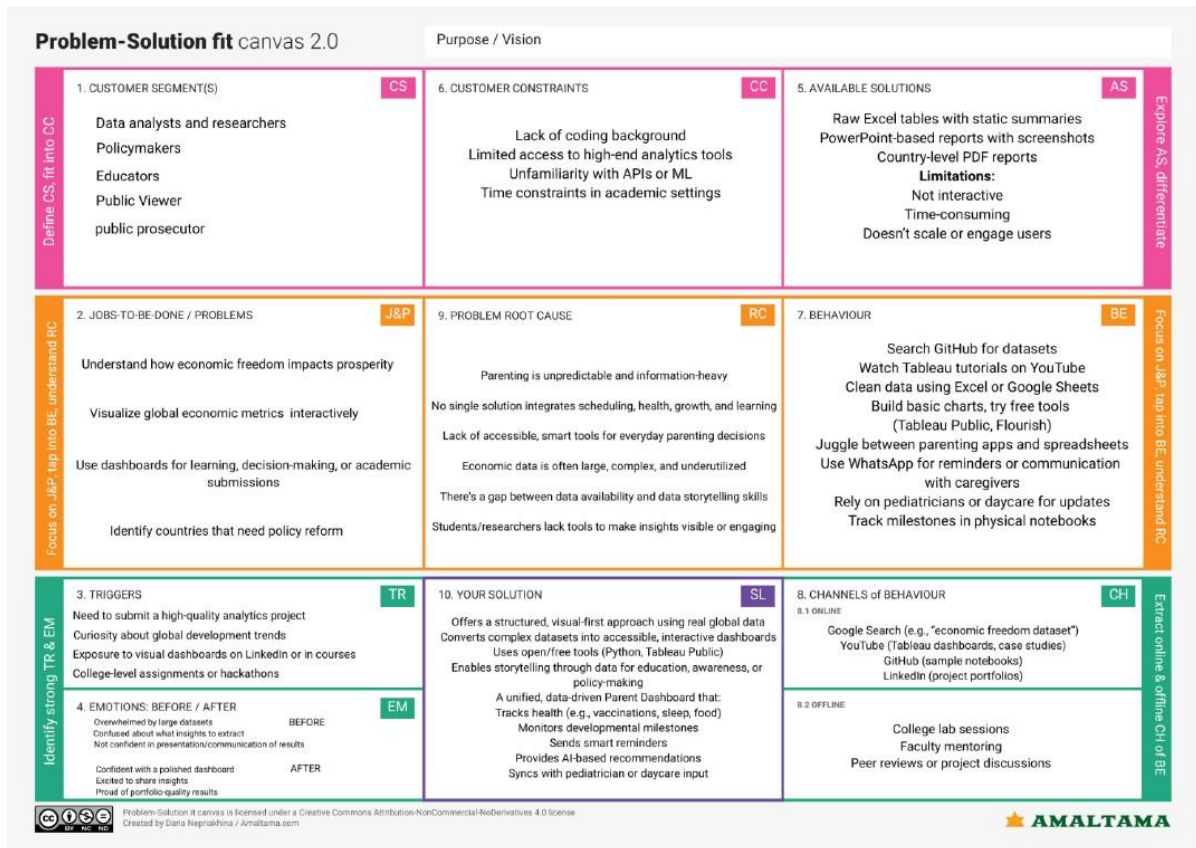 Problem-Solution fit canvas 2.0
Purpose / Vision
Define CS, fit into CC
1. CUSTOMER SEGMENT(S)
CS
Data analysts and researchers
Policymakers
Educators
Public Viewer
public prosecutor
6. CUSTOMER CONSTRAINTS
CC
Lack of coding background
Limited access to high-end analytics tools
Unfamiliarity with APIs or ML
Time constraints in academic settings
5. AVAILABLE SOLUTIONS
AS
Raw Excel tables with static summaries
PowerPoint-based reports with screenshots
Country-level PDF reports
Limitations:
Not interactive
Time-consuming
Doesn't scale or engage users
Explore AS, differentiate
Focus on J&P, tap into BE, understand RC
2. JOBS-TO-BE-DONE / PROBLEMS
J&P
Understand how economic freedom impacts prosperity
Visualize global economic metrics interactively
Use dashboards for learning, decision-making, or academic
submissions
Identify countries that need policy reform
9. PROBLEM ROOT CAUSE
RC
Parenting is unpredictable and information-heavy
No single solution integrates scheduling, health, growth, and learning
Lack of accessible, smart tools for everyday parenting decisions
Economic data is often large, complex, and underutilized
There's a gap between data availability and data storytelling skills
Students/researchers lack tools to make insights visible or engaging
7. BEHAVIOUR
BE
Search GitHub for datasets
Watch Tableau tutorials on YouTube
Clean data using Excel or Google Sheets
Build basic charts, try free tools
(Tableau Public, Flourish)
Juggle between parenting apps and spreadsheets
Use WhatsApp for reminders or communication
with caregivers
Rely on pediatricians or daycare for updates
Track milestones in physical notebooks
Focus on J&P, tap into BE, understand RC
Identify strong TR & EM
3. TRIGGERS
TR
Need to submit a high-quality analytics project
Curiosity about global development trends
Exposure to visual dashboards on LinkedIn or in courses
College-level assignments or hackathons
4. EMOTIONS: BEFORE / AFTER
EM
Overwhelmed by large datasets
BEFORE
Confused about what insights to extract
Not confident in presentation/communication of results
Confident with a polished dashboard
AFTER
Excited to share insights
Proud of portfolio-quality results
10. YOUR SOLUTION
SL
Offers a structured, visual-first approach using real global data
Converts complex datasets into accessible, interactive dashboards
Uses open/free tools (Python, Tableau Public)
Enables storytelling through data for education, awareness, or
policy-making
A unified, data-driven Parent Dashboard that:
Tracks health (e.g., vaccinations, sleep, food)
Monitors developmental milestones
Sends smart reminders
Provides AI-based recommendations
Syncs with pediatrician or daycare input
8. CHANNELS of BEHAVIOUR
CH
8.1 ONLINE
Google Search (e.g., "economic freedom dataset")
YouTube (Tableau dashboards, case studies)
GitHub (sample notebooks)
LinkedIn (project portfolios)
8.2 OFFLINE
College lab sessions
Faculty mentoring
Peer reviews or project discussions
Extract online & offline CH of BE
cc BY NC ND
Problem-Solution it canvas is licensed under a Creative Commons Attribution-NonCommercial-NoDerivatives 4.0 license
Created by Daria Nepriakhina / Amaltama.com
AMALTAMA